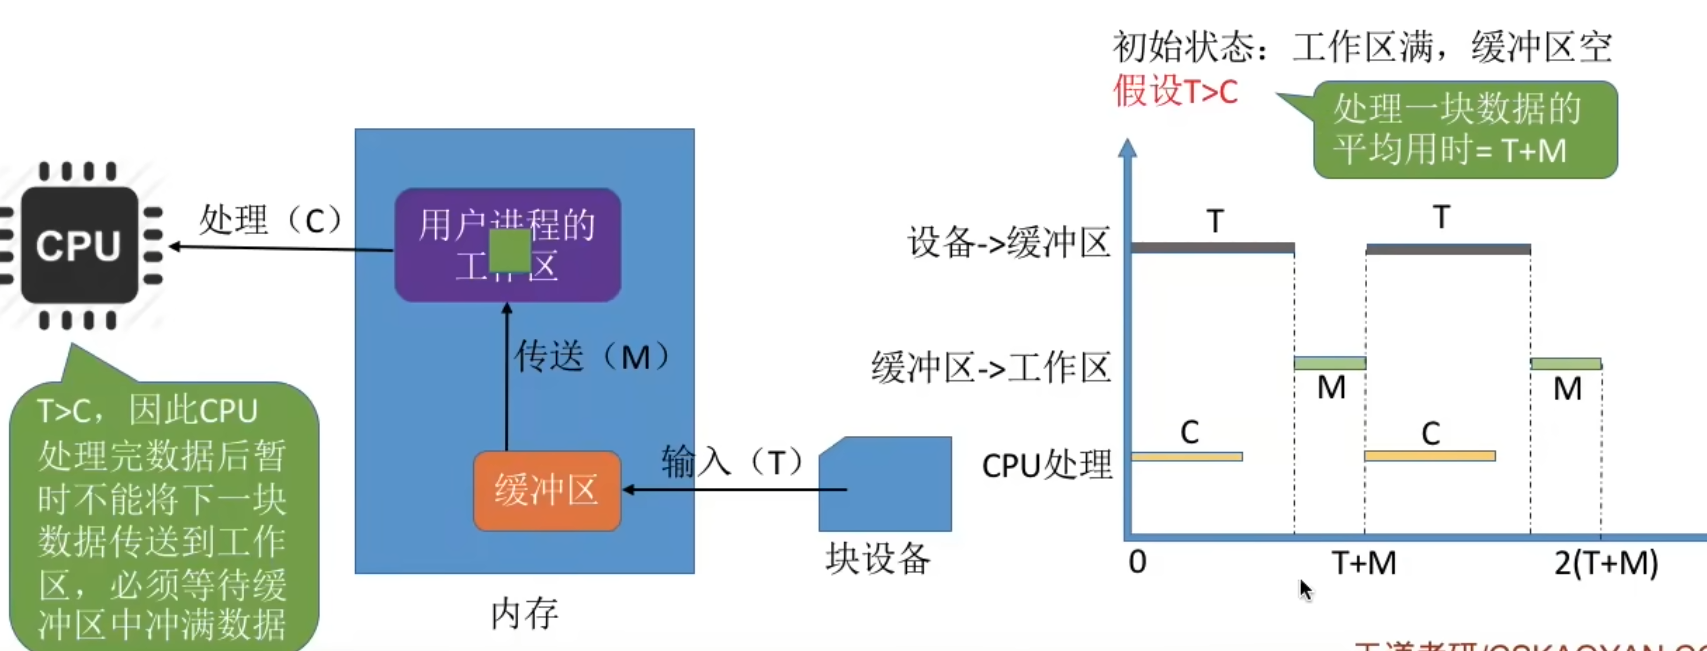 初始状态：工作区满，缓冲区空
假设T>C
处理一块数据的
平均用时= T+M
CPU
处理（C）
用户进程的
工作区
传送（M）
缓冲区
输入（T）
块设备
内存
T>C，因此CPU
处理完数据后暂
时不能将下一块
数据传送到工作
区，必须等待缓
冲区中冲满数据
T
T
设备->缓冲区
缓冲区->工作区
M
M
C
C
CPU处理
0
T+M
2(T+M)